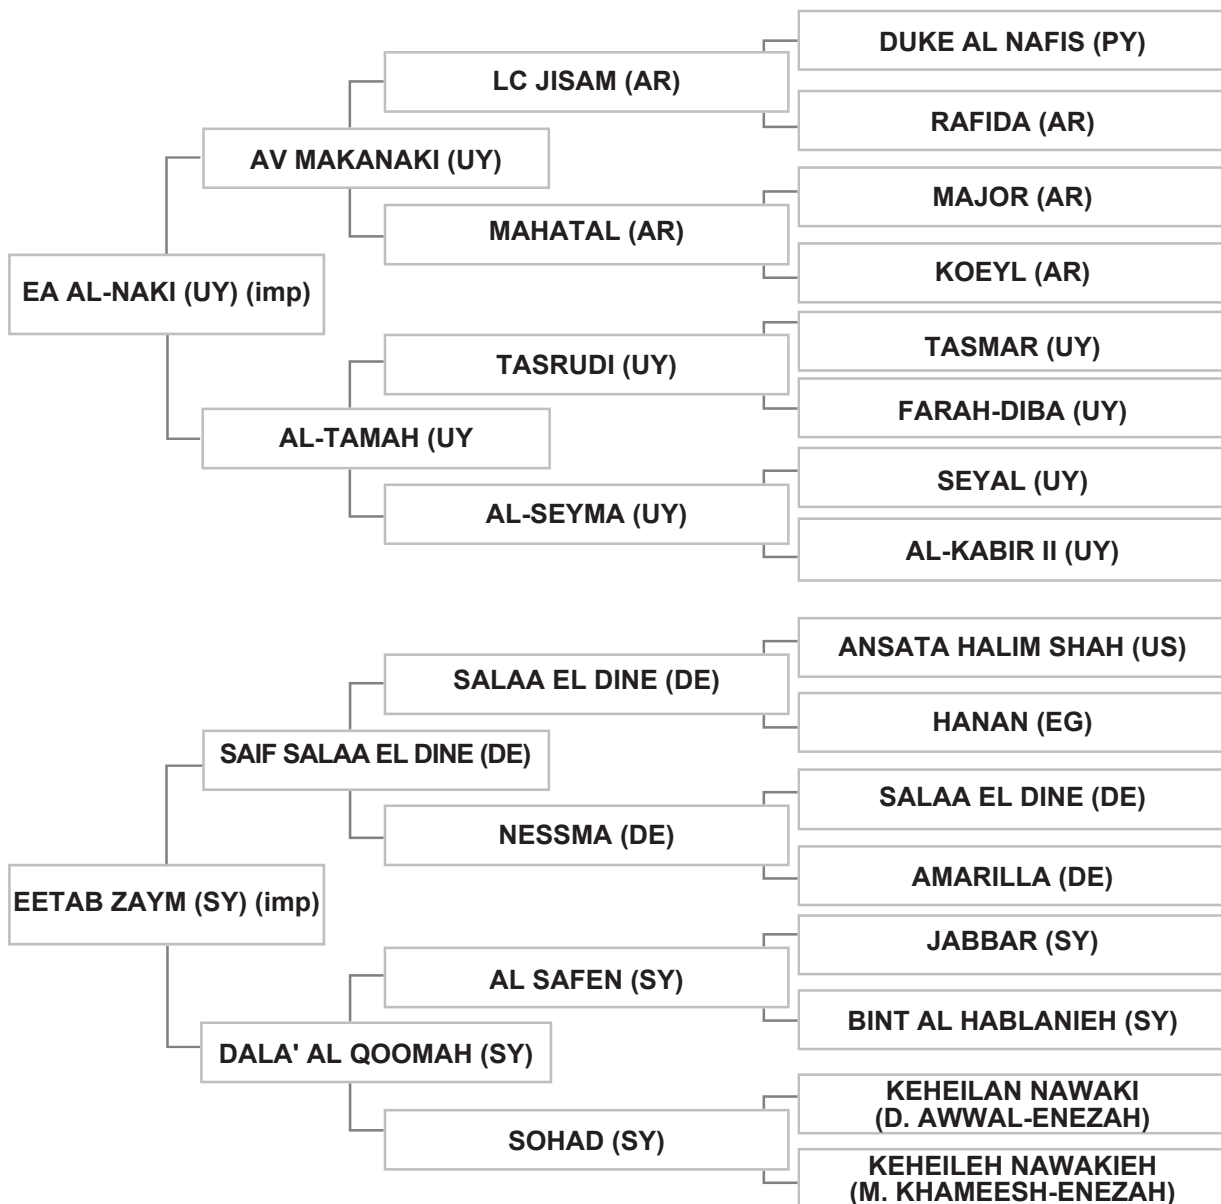 DUKE AL NAFIS (PY)
LC JISAM (AR)
RAFIDA (AR)
AV MAKANAKI (UY)
MAJOR (AR)
MAHATAL (AR)
KOEYL (AR)
EA AL-NAKI (UY) (imp)
TASMAR (UY)
TASRUDI (UY)
FARAH-DIBA (UY)
AL-TAMAH (UY
SEYAL (UY)
AL-SEYMA (UY)
AL-KABIR II (UY)
ANSATA HALIM SHAH (US)
SALAA EL DINE (DE)
HANAN (EG)
SAIF SALAA EL DINE (DE)
SALAA EL DINE (DE)
NESSMA (DE)
AMARILLA (DE)
EETAB ZAYM (SY) (imp)
JABBAR (SY)
AL SAFEN (SY)
BINT AL HABLANIEH (SY)
DALA' AL QOOMAH (SY)
KEHEILAN NAWAKI
(D. AWWAL-ENEZAH)
SOHAD (SY)
KEHEILEH NAWAKIEH
(M. KHAMEESH-ENEZAH)